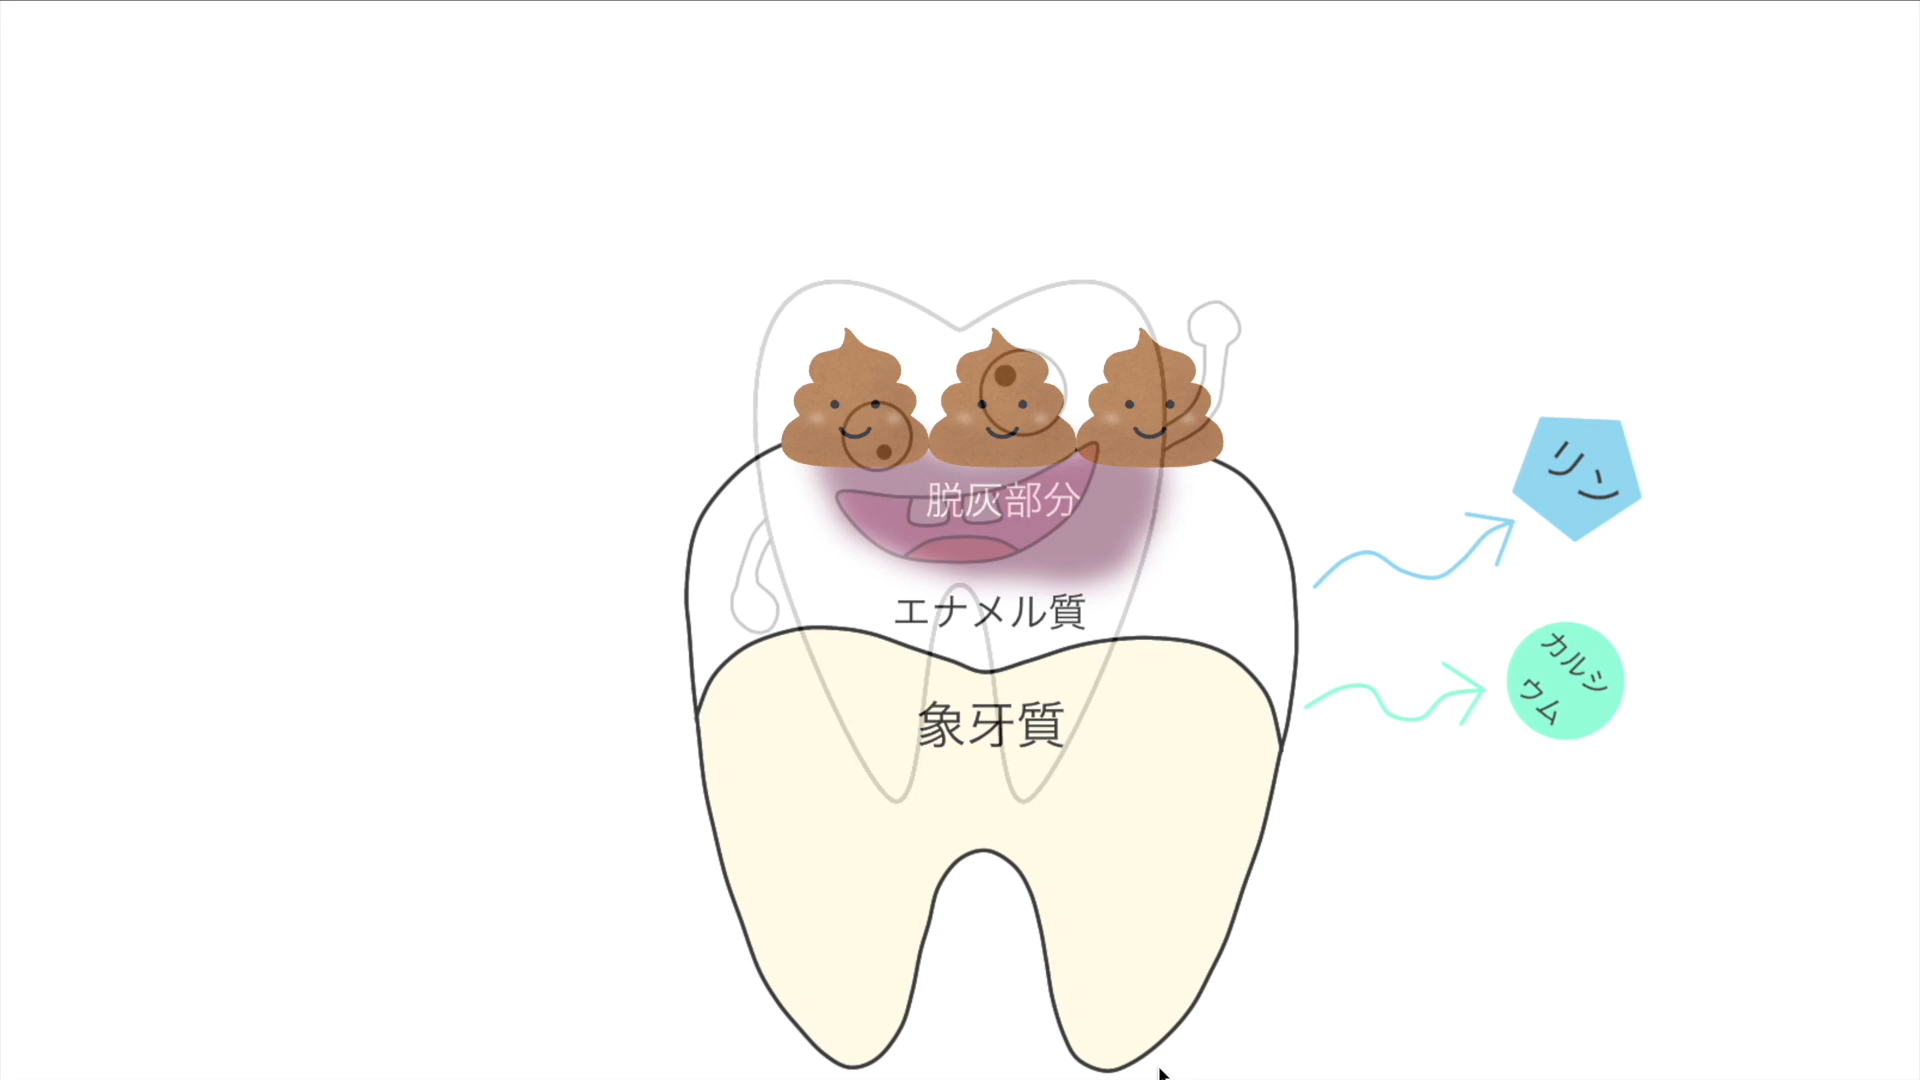 脱灰部分
エナメル質
象牙質
リン
カルシ
ウム